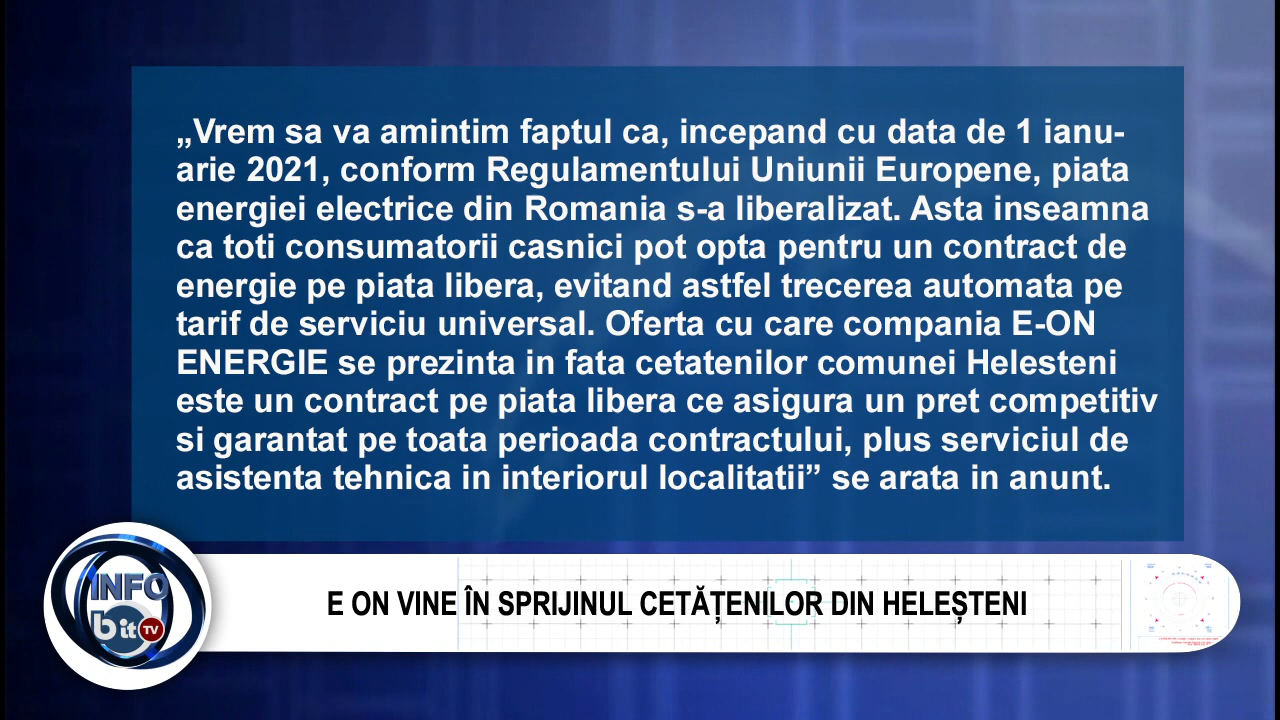 „Vrem sa va amintim faptul ca, incepand cu data de 1 ianu-
arie 2021, conform Regulamentului Uniunii Europene, piata
energiei electrice din Romania s-a liberalizat. Asta inseamna
ca toti consumatorii casnici pot opta pentru un contract de
energie pe piata libera, evitand astfel trecerea automata pe
tarif de serviciu universal. Oferta cu care compania E-ON
ENERGIE se prezinta in fata cetatenilor comunei Helesteni
este un contract pe piata libera ce asigura un pret competitiv
si garantat pe toata perioada contractului, plus serviciul de
asistenta tehnica in interiorul localitatii” se arata in anunt.
INFO
bit TV
E ON VINE ÎN SPRIJINUL CETĂȚENILOR DIN HELEȘTENI